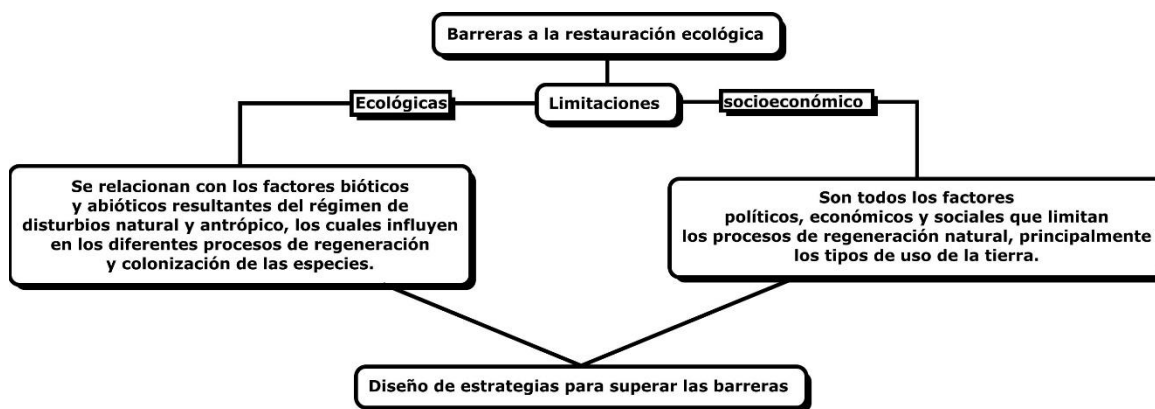 Barreras a la restauración ecológica
Ecológicas
Limitaciones
socioeconómico
Se relacionan con los factores bióticos
y abióticos resultantes del régimen de
disturbios natural y antrópico, los cuales influyen
en los diferentes procesos de regeneración
y colonización de las especies.
Son todos los factores
políticos, económicos y sociales que limitan
los procesos de regeneración natural, principalmente
los tipos de uso de la tierra.
Diseño de estrategias para superar las barreras